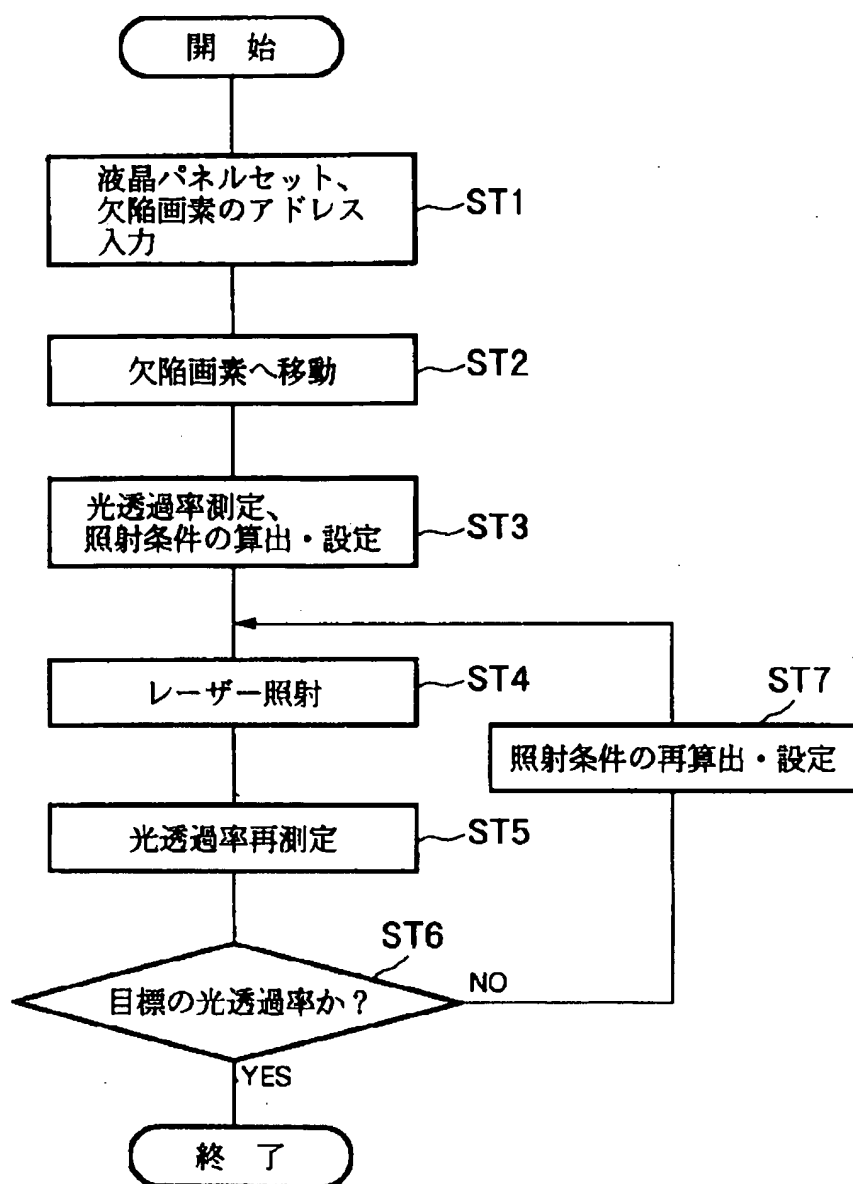 開 始
液晶パネルセット、
欠陥画素のアドレス
入力
ST1
欠陥画素へ移動
ST2
光透過率測定、
照射条件の算出・設定
ST3
レーザー照射
ST4
ST7
照射条件の再算出・設定
光透過率再測定
ST5
ST6
目標の光透過率か?
NO
YES
終 了